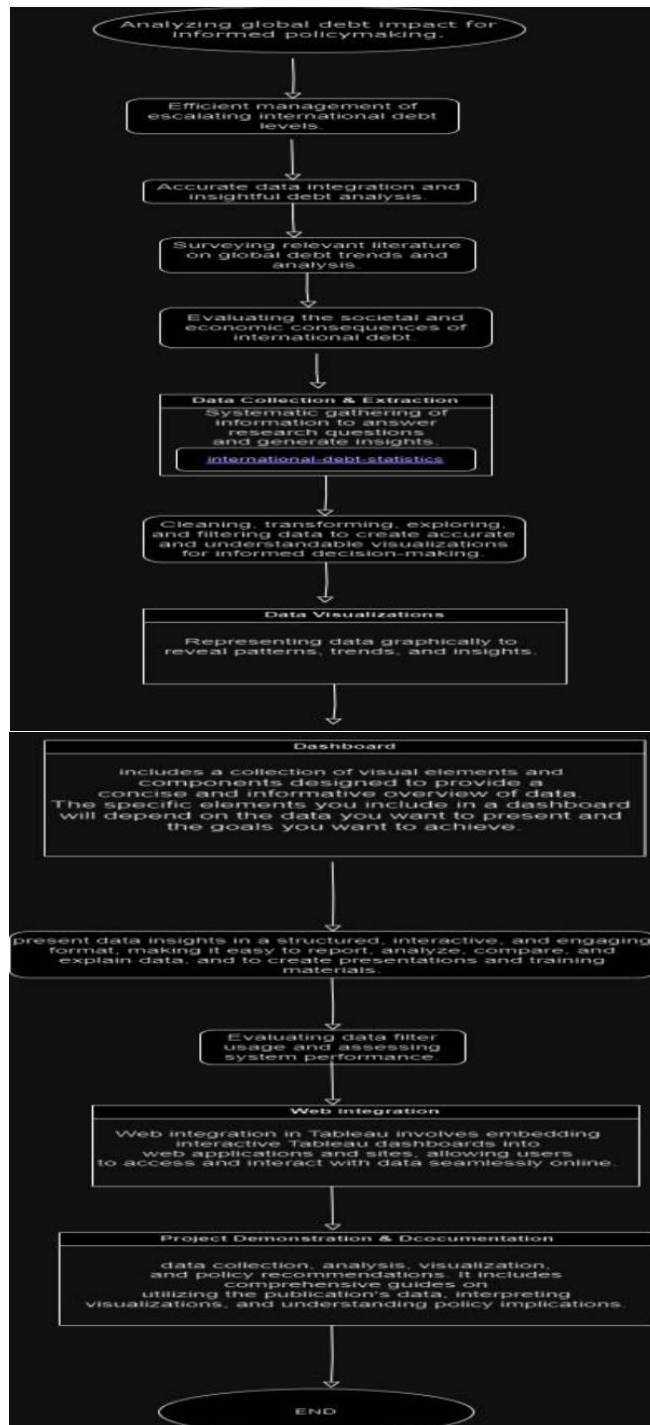 Analyzing global debt impact for
informed policymaking.
Efficient management of
escalating international debt
levels.
Accurate data integration and
insightful debt analysis.
Surveying relevant literature
on global debt trends and
analysis.
Evaluating the societal and
economic consequences of
international debt.
Data Collection & Extraction
Systematic gathering of
information to answer
research questions
and generate insights.
international-debt-statistics
Cleaning, transforming, exploring,
and filtering data to create accurate
and understandable visualizations
for informed decision-making.
Data Visualizations
Representing data graphically to
reveal patterns, trends, and insights.
Dashboard
includes a collection of visual elements and
components designed to provide a
concise and informative overview of data.
The specific elements you include in a dashboard
will depend on the data you want to present and
the goals you want to achieve.
present data insights in a structured, interactive, and engaging
format, making it easy to report, analyze, compare, and
explain data, and to create presentations and training
materials.
Evaluating data filter
usage and assessing
system performance.
Web integration
Web integration in Tableau involves embedding
interactive Tableau dashboards into
web applications and sites, allowing users
to access and interact with data seamlessly online.
Project Demonstration & Dcocumentation
data collection, analysis, visualization,
and policy recommendations. It includes
comprehensive guides on
utilizing the publication's data, interpreting
visualizations, and understanding policy implications.
END